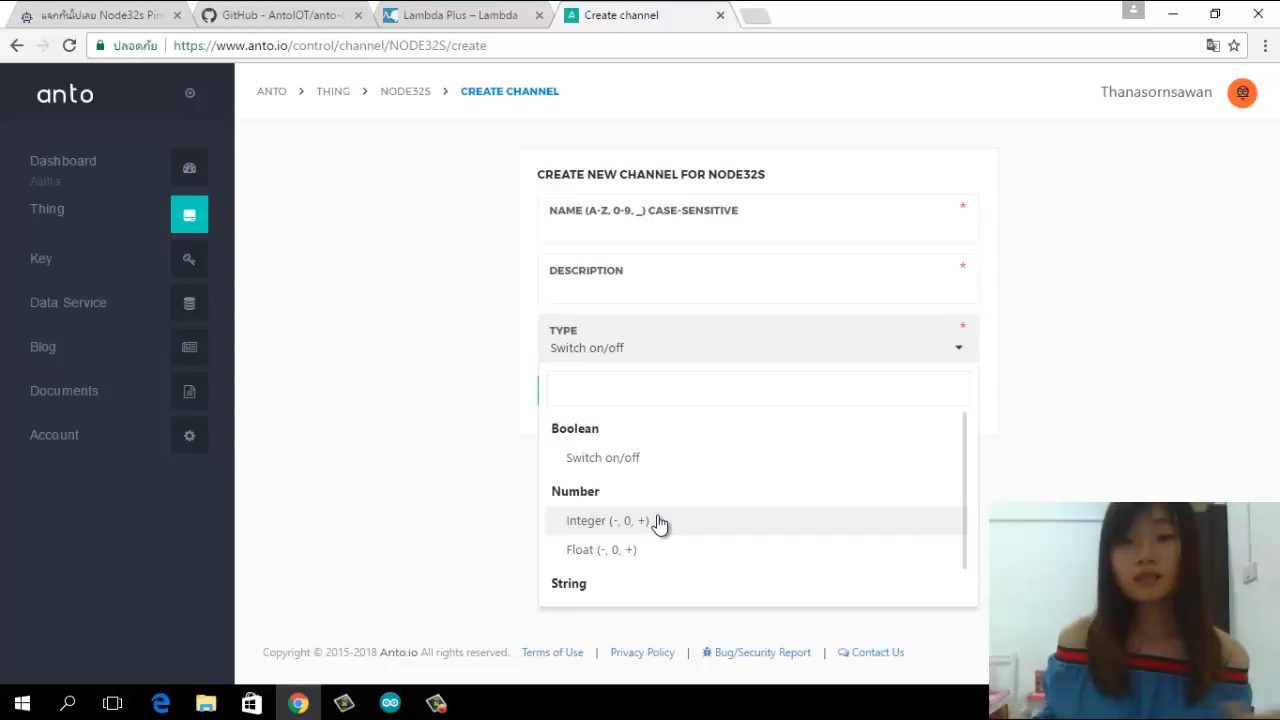 แจกกันไปเลย Node32s Pin
GitHub - AntoIOT/anto-
Lambda Plus – Lambda
Create channel
ปลอดภัย
https://www.anto.io/control/channel/NODE32S/create
anto
ANTO > THING > NODE32S > CREATE CHANNEL
Thanasornsawan
Dashboard
Alpha
Thing
Key
Data Service
Blog
Documents
Account
CREATE NEW CHANNEL FOR NODE32S
NAME (A-Z, 0-9, _) CASE-SENSITIVE *
DESCRIPTION *
TYPE *
Switch on/off
Boolean
Switch on/off
Number
Integer (-, 0, +)
Float (-, 0, +)
String
Copyright © 2015-2018 Anto.io All rights reserved. Terms of Use | Privacy Policy | Bug/Security Report | Contact Us